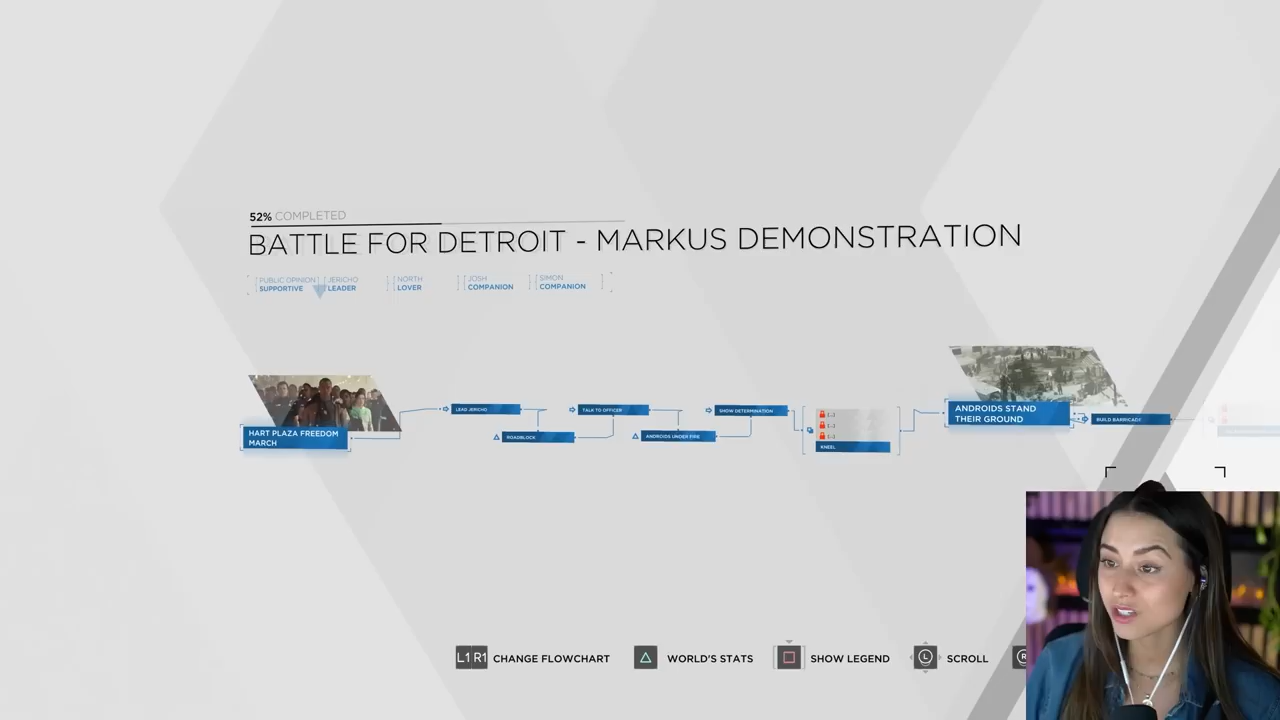 52% COMPLETED
BATTLE FOR DETROIT - MARKUS DEMONSTRATION
PUBLIC OPINION
SUPPORTIVE
JERICHO
LEADER
NORTH
LOVER
JOSH
COMPANION
SIMON
COMPANION
HART PLAZA FREEDOM
MARCH
LEAD JERICHO
ROADBLOCK
TALK TO OFFICER
ANDROIDS UNDER FIRE
SHOW DETERMINATION
[...]
[...]
[...]
KNEEL
ANDROIDS STAND
THEIR GROUND
BUILD BARRICADE
L1 R1 CHANGE FLOWCHART
WORLD'S STATS
SHOW LEGEND
L SCROLL
R